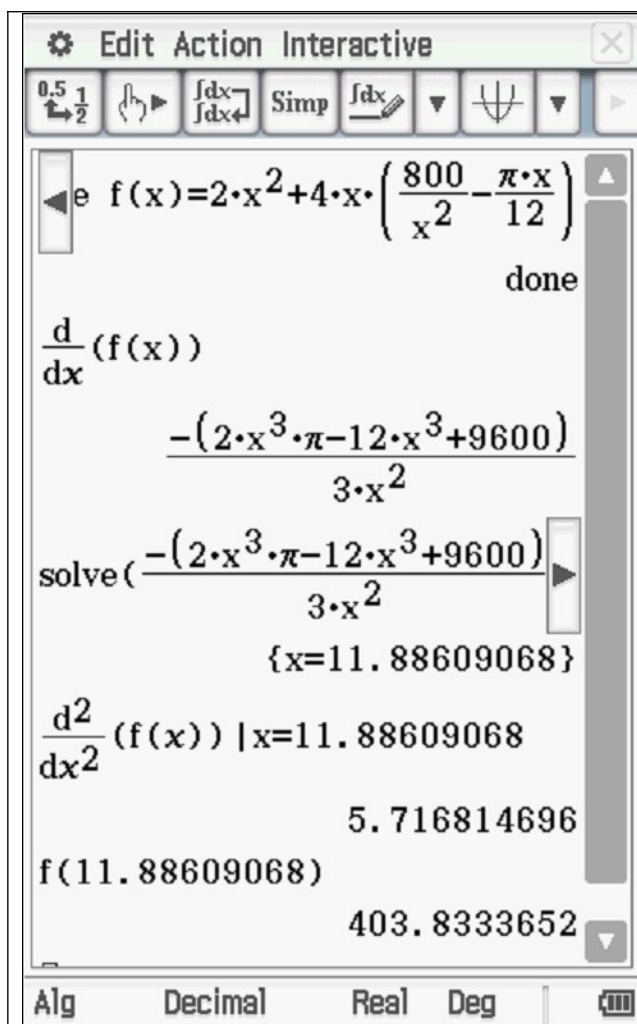 Edit Action Interactive
0.5 1/2 ∫dx ∫dx Simp ∫dx
e f(x)=2·x^2+4·x·(800/x^2-π·x/12)
done
d/dx(f(x))
-(2·x^3·π-12·x^3+9600)/3·x^2
solve(-(2·x^3·π-12·x^3+9600)/3·x^2
{x=11.88609068}
d^2/dx^2(f(x))|x=11.88609068
5.716814696
f(11.88609068)
403.8333652
Alg Decimal Real Deg